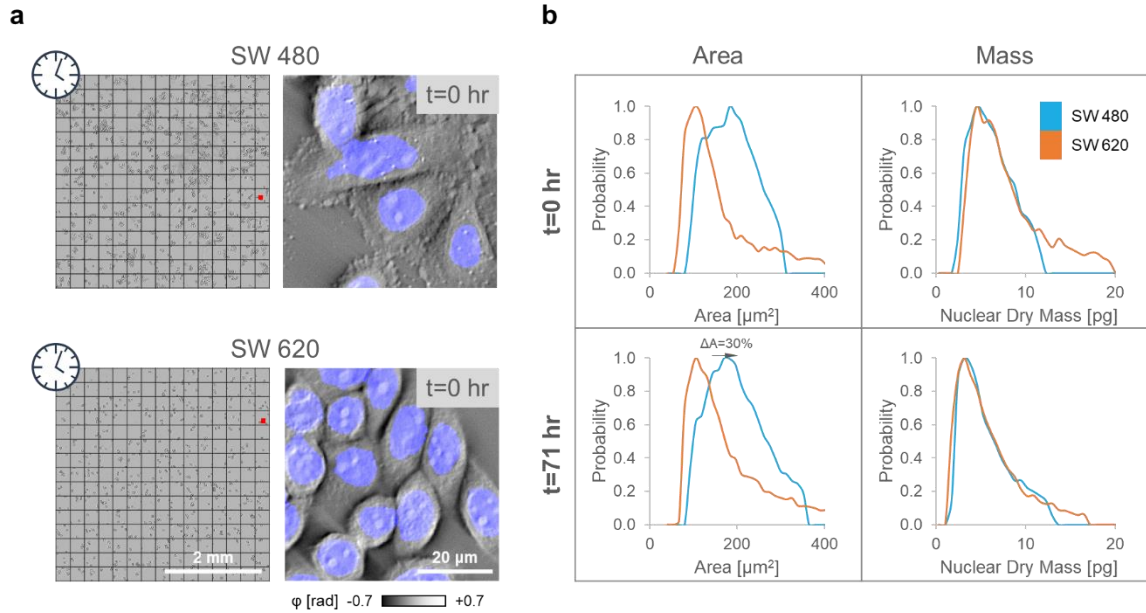 a
SW 480
t=0 hr
SW 620
t=0 hr
2 mm
20 µm
φ [rad] -0.7 +0.7
b
Area
Mass
t=0 hr
Probability
1.0
0.8
0.6
0.4
0.2
0.0
0 200 400
Area [µm²]
Probability
1.0
0.8
0.6
0.4
0.2
0.0
0 10 20
Nuclear Dry Mass [pg]
SW 480
SW 620
t=71 hr
ΔA=30%
Probability
1.0
0.8
0.6
0.4
0.2
0.0
0 200 400
Area [µm²]
Probability
1.0
0.8
0.6
0.4
0.2
0.0
0 10 20
Nuclear Dry Mass [pg]